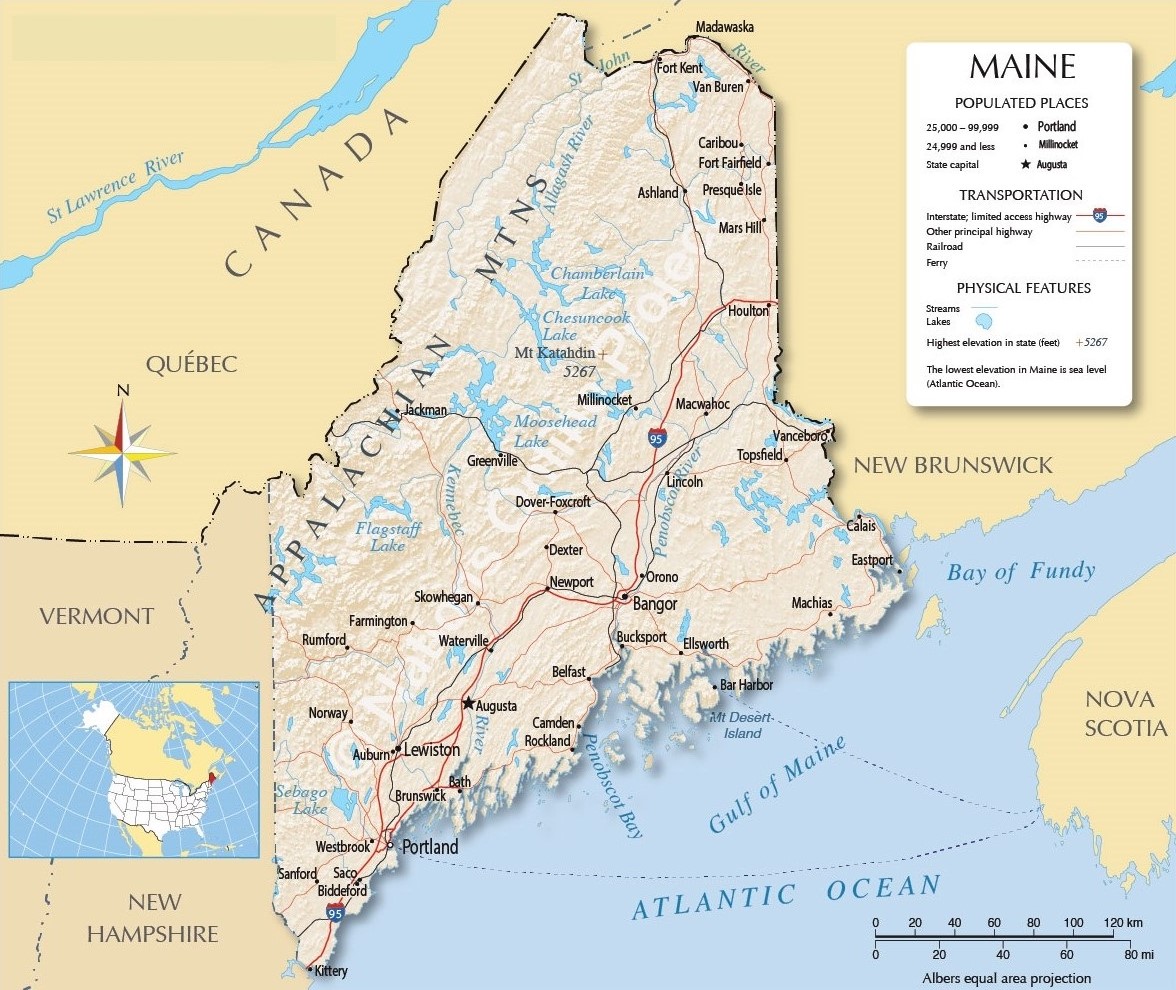 Madawaska
St John
River
Fort Kent
Van Buren
MAINE
POPULATED PLACES
25,000 – 99,999
Portland
24,999 and less
Millinocket
State capital
Augusta
TRANSPORTATION
Interstate; limited access highway
95
Other principal highway
Railroad
Ferry
PHYSICAL FEATURES
Streams
Lakes
Highest elevation in state (feet)
+5267
The lowest elevation in Maine is sea level
(Atlantic Ocean).
St Lawrence River
CANADA
Allagash River
Caribou
Fort Fairfield
Ashland
Presque Isle
Mars Hill
APPALACHIAN MTNS
Chamberlain
Lake
Chesuncook
Lake
Houlton
Mt Katahdin
5267
QUÉBEC
N
Millinocket
Macwahoc
Jackman
Moosehead
Lake
95
Vanceboro
Topsfield
Greenville
NEW BRUNSWICK
Kennebec
River
Lincoln
Penobscot River
Dover-Foxcroft
Flagstaff
Lake
Calais
Dexter
Eastport
Bay of Fundy
Newport
Orono
Skowhegan
Bangor
Machias
VERMONT
Farmington
Rumford
Waterville
Bucksport
Ellsworth
Belfast
Bar Harbor
Augusta
Norway
Mt Desert
Island
NOVA
SCOTIA
Camden
Rockland
Auburn
Lewiston
Penobscot Bay
Gulf of Maine
Bath
Brunswick
Sebago
Lake
Westbrook
Portland
Sanford
Saco
Biddeford
NEW
HAMPSHIRE
95
ATLANTIC OCEAN
Kittery
0 20 40 60 80 100 120 km
0 20 40 60 80 mi
Albers equal area projection